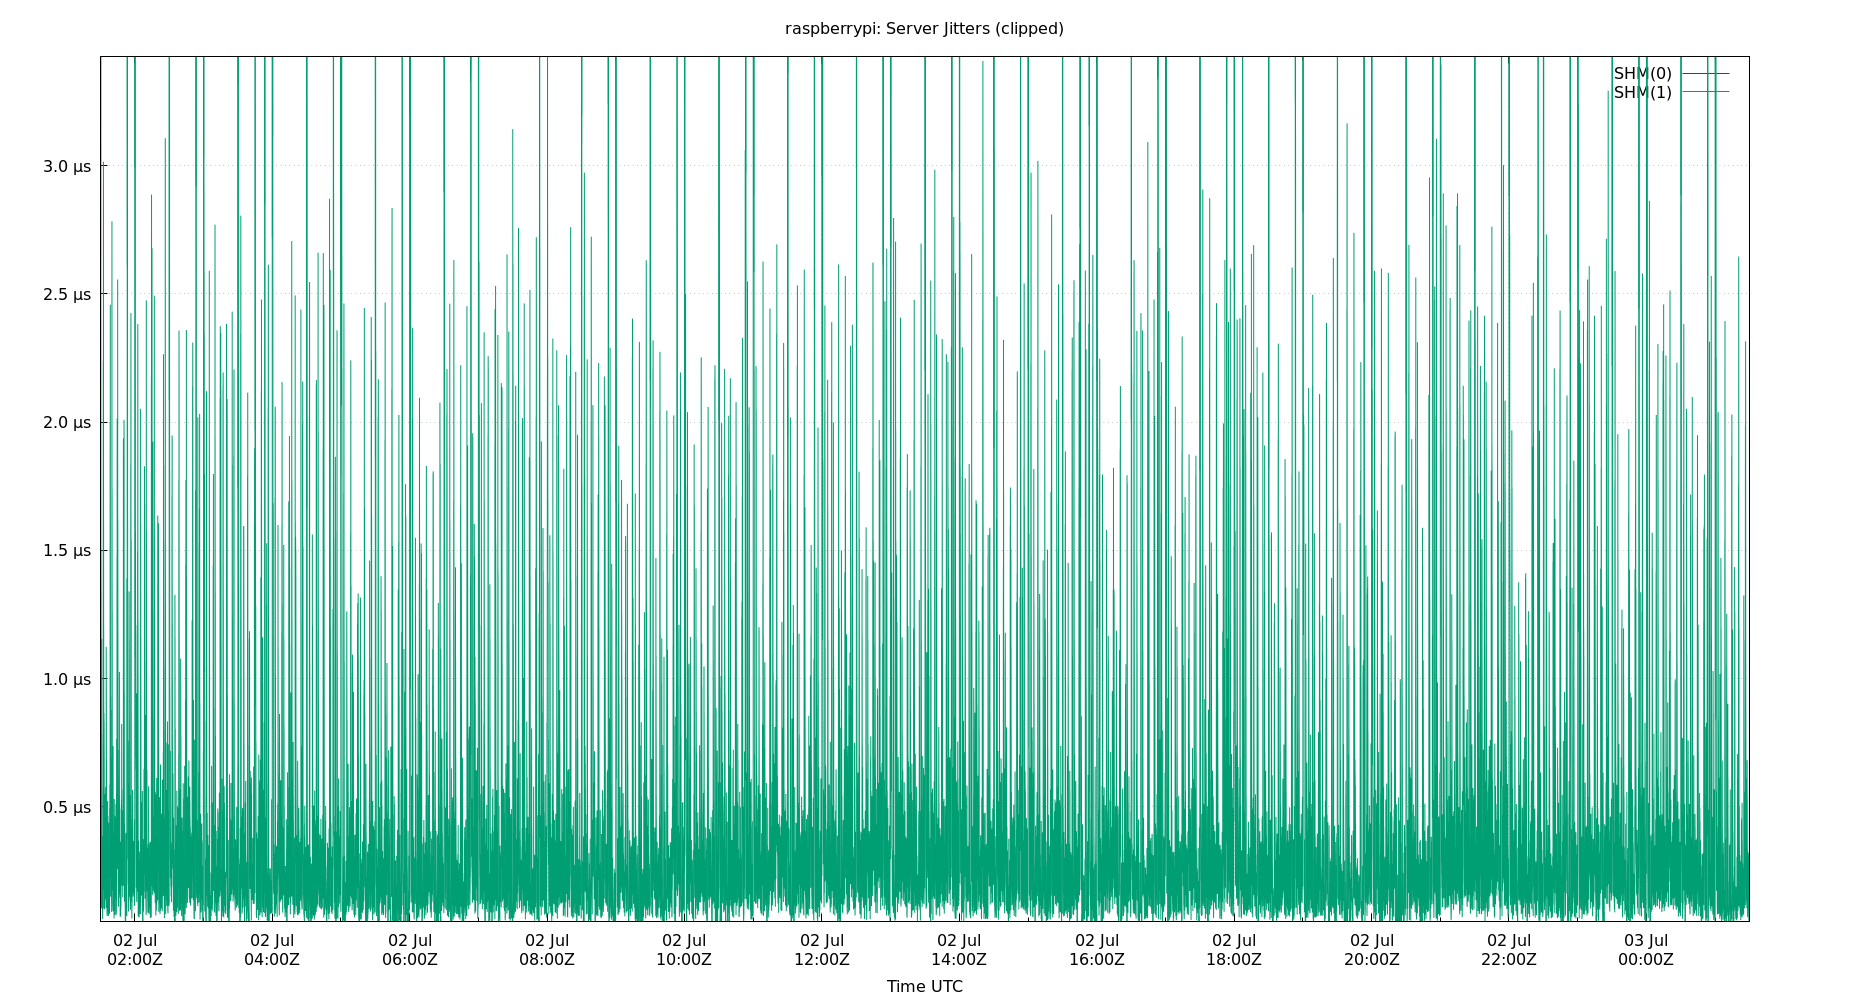 raspberrypi: Server Jitters (clipped)
SHM(0)
SHM(1)
3.0 µs
2.5 µs
2.0 µs
1.5 µs
1.0 µs
0.5 µs
02 Jul 02 Jul 02 Jul 02 Jul 02 Jul 02 Jul 02 Jul 02 Jul 02 Jul 02 Jul 02 Jul 03 Jul
02:00Z 04:00Z 06:00Z 08:00Z 10:00Z 12:00Z 14:00Z 16:00Z 18:00Z 20:00Z 22:00Z 00:00Z
Time UTC